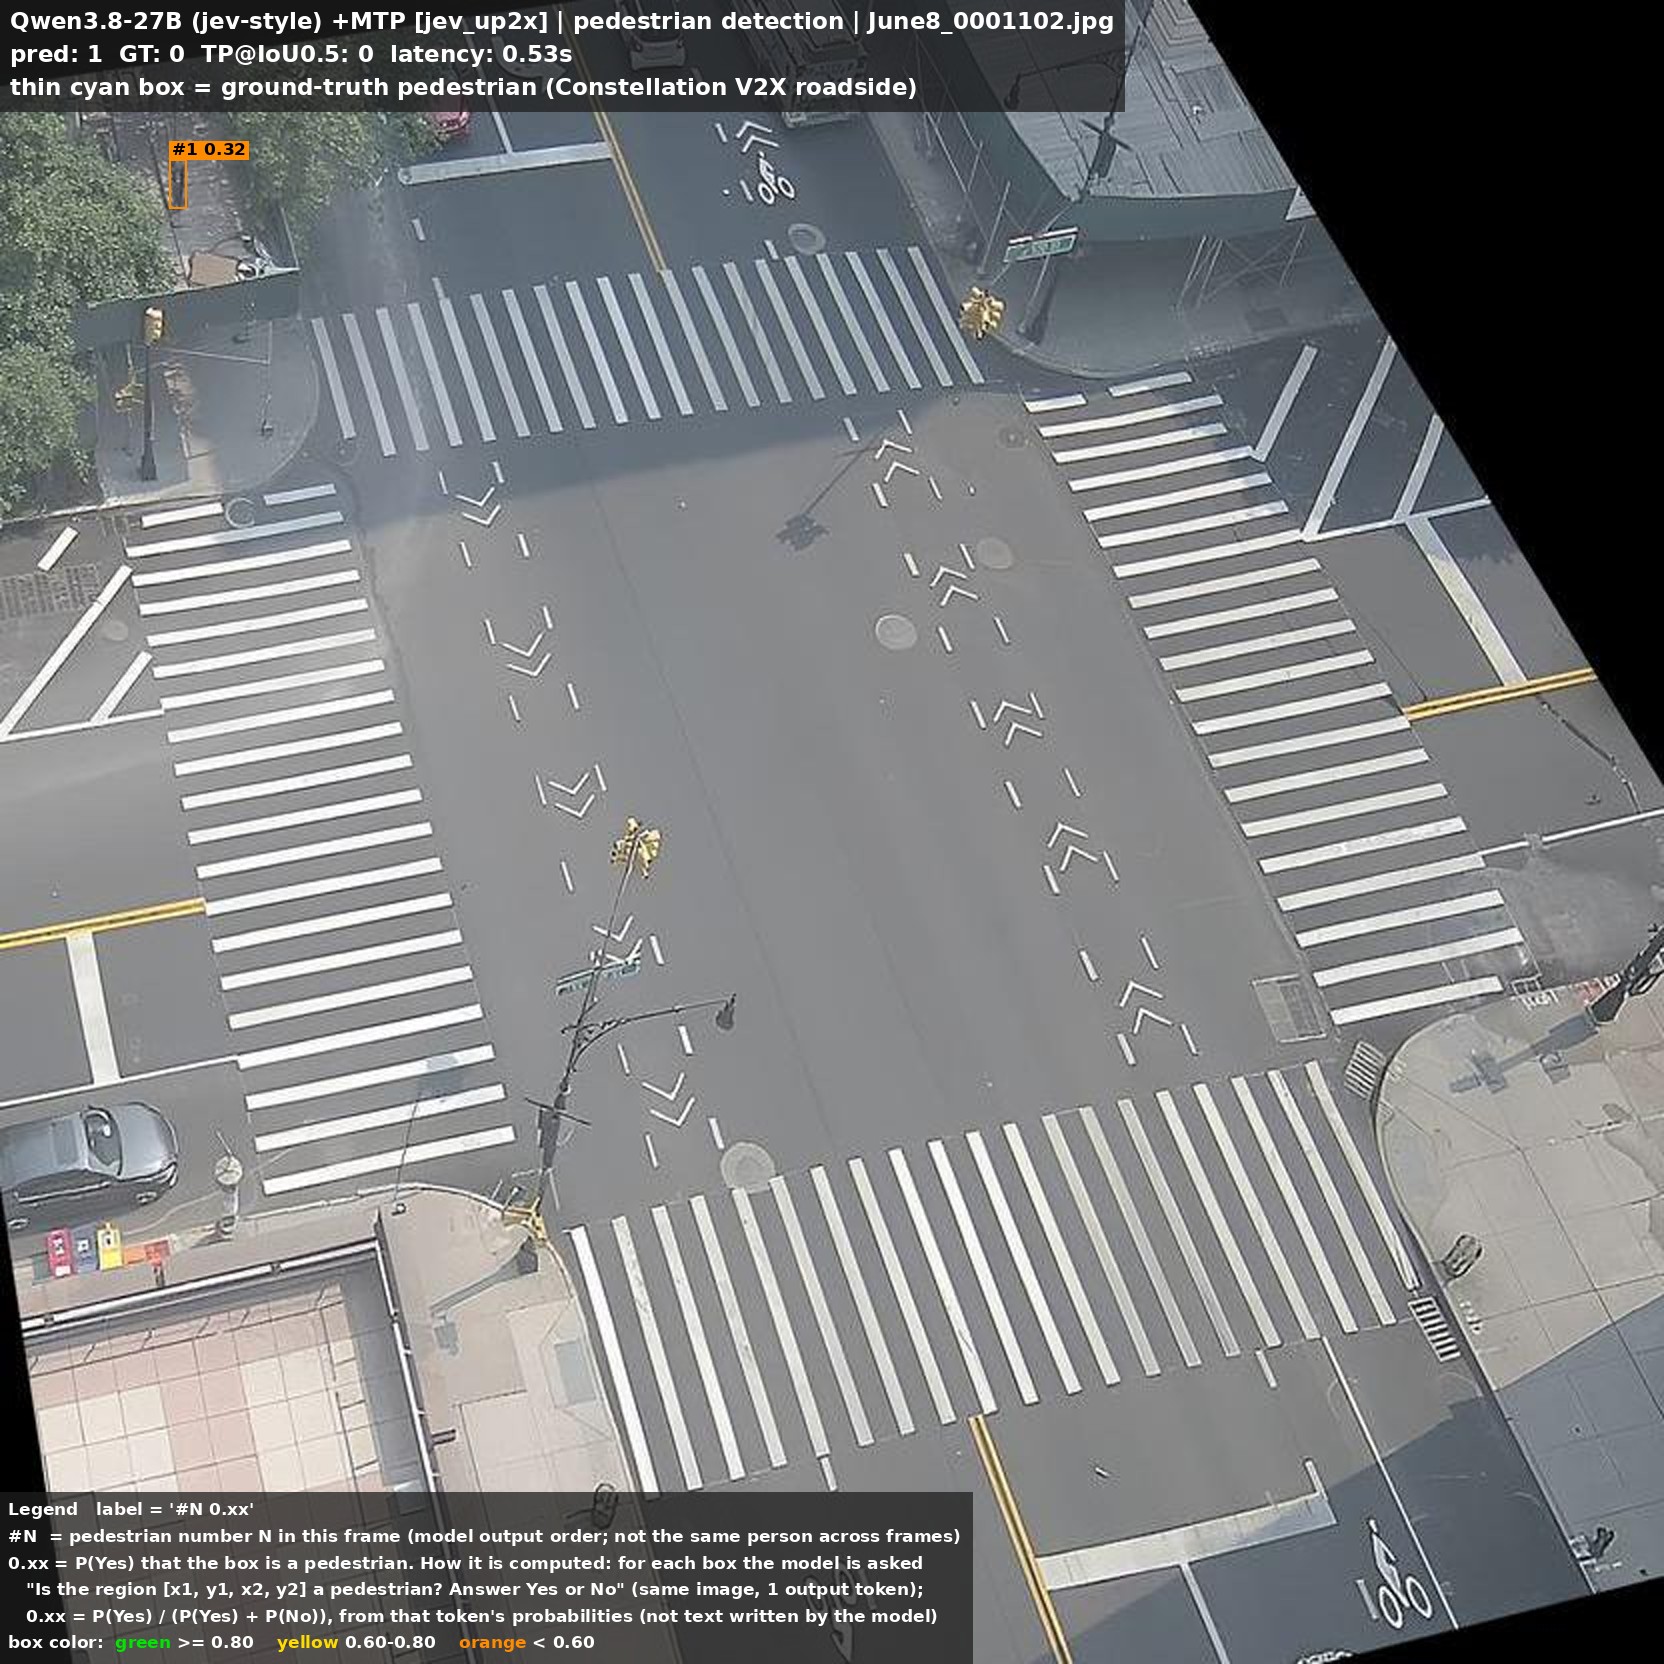 Qwen3.8-27B (jev-style) +MTP [jev_up2x] | pedestrian detection | June8_0001102.jpg
pred: 1  GT: 0  TP@IoU0.5: 0  latency: 0.53s
thin cyan box = ground-truth pedestrian (Constellation V2X roadside)
#1 0.32
Legend   label = '#N 0.xx'
#N  = pedestrian number N in this frame (model output order; not the same person across frames)
0.xx = P(Yes) that the box is a pedestrian. How it is computed: for each box the model is asked
"Is the region [x1, y1, x2, y2] a pedestrian? Answer Yes or No" (same image, 1 output token);
0.xx = P(Yes) / (P(Yes) + P(No)), from that token's probabilities (not text written by the model)
box color:  green >= 0.80    yellow 0.60-0.80    orange < 0.60